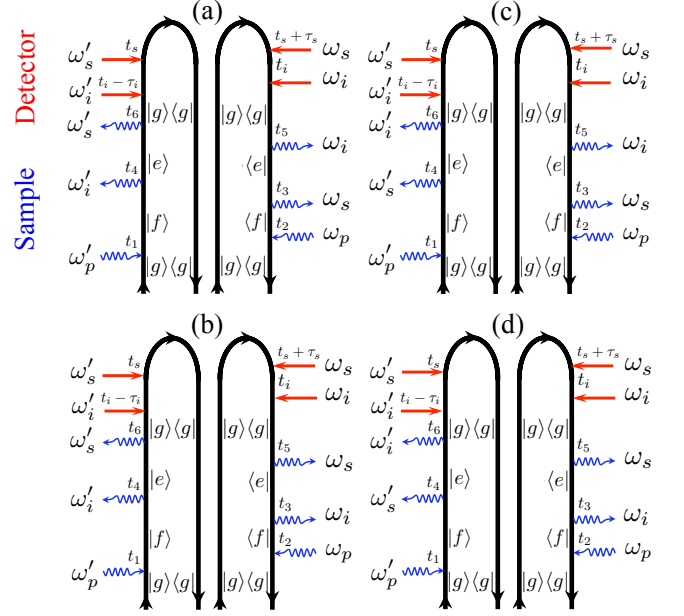 Detector
Sample
(a)
ω′ₛ tₛ
ω′ᵢ tᵢ − τᵢ
ω′ₛ t₆ |g⟩⟨g|
ω′ᵢ t₄ |e⟩
|f⟩
ω′ₚ t₁ |g⟩⟨g|
tₛ + τₛ ωₛ
tᵢ ωᵢ
|g⟩⟨g|
t₅ ωᵢ
⟨e|
t₃ ωₛ
⟨f| t₂ ωₚ
|g⟩⟨g|
(c)
ω′ₛ tₛ
ω′ᵢ tᵢ − τᵢ
ω′ᵢ t₆ |g⟩⟨g|
ω′ₛ t₄ |e⟩
|f⟩
ω′ₚ t₁ |g⟩⟨g|
tₛ + τₛ ωₛ
tᵢ ωᵢ
|g⟩⟨g|
t₅ ωᵢ
⟨e|
t₃ ωₛ
⟨f| t₂ ωₚ
|g⟩⟨g|
(b)
ω′ₛ tₛ
ω′ᵢ tᵢ − τᵢ
ω′ₛ t₆ |g⟩⟨g|
ω′ᵢ t₄ |e⟩
|f⟩
ω′ₚ t₁ |g⟩⟨g|
tₛ + τₛ ωₛ
tᵢ ωᵢ
|g⟩⟨g|
t₅ ωₛ
⟨e|
t₃ ωᵢ
⟨f| t₂ ωₚ
|g⟩⟨g|
(d)
ω′ₛ tₛ
ω′ᵢ tᵢ − τᵢ
ω′ᵢ t₆ |g⟩⟨g|
ω′ₛ t₄ |e⟩
|f⟩
ω′ₚ t₁ |g⟩⟨g|
tₛ + τₛ ωₛ
tᵢ ωᵢ
|g⟩⟨g|
t₅ ωₛ
⟨e|
t₃ ωᵢ
⟨f| t₂ ωₚ
|g⟩⟨g|